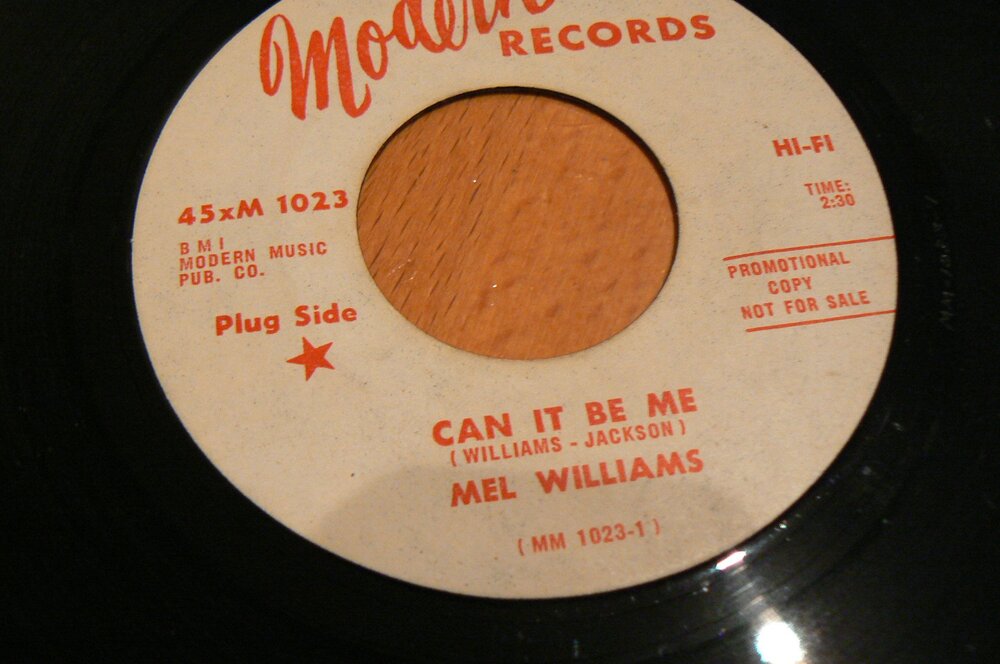 Modern
RECORDS
HI-FI
45xM 1023
TIME:
2:30
B M I
MODERN MUSIC
PUB. CO.
PROMOTIONAL
COPY
NOT FOR SALE
Plug Side
CAN IT BE ME
( WILLIAMS - JACKSON )
MEL WILLIAMS
( MM 1023-1 )